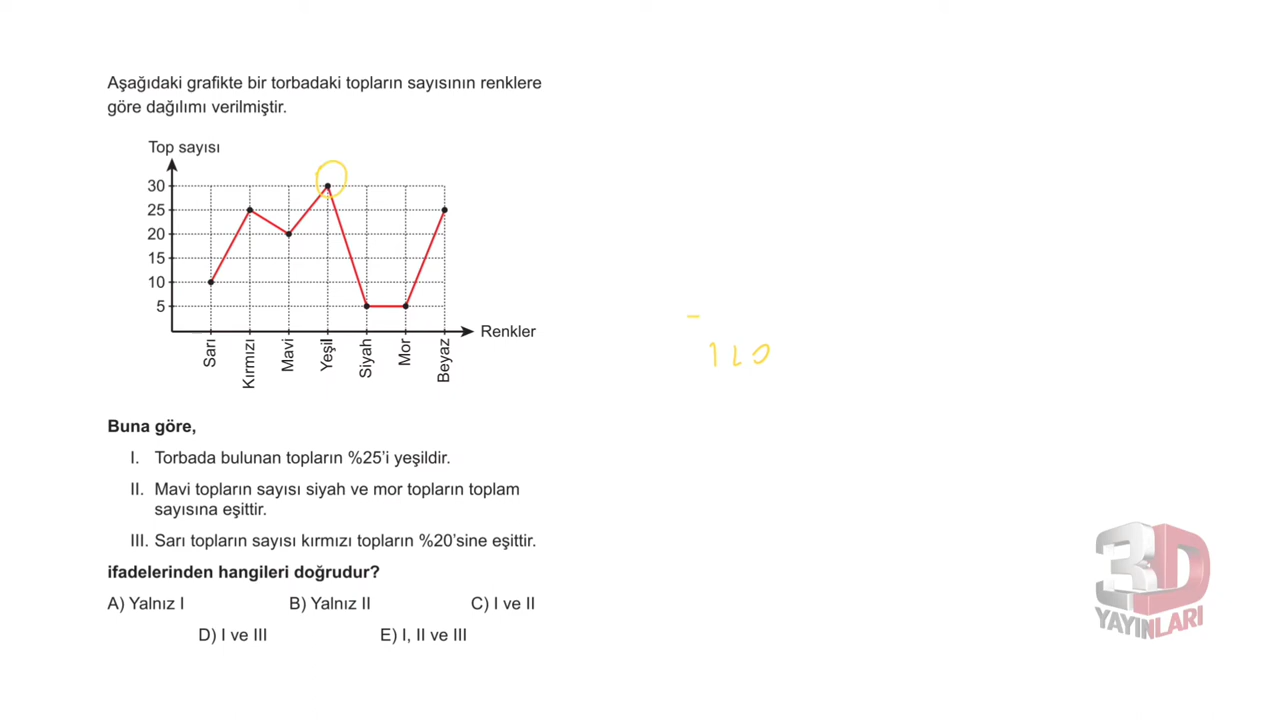 Aşağıdaki grafikte bir torbadaki topların sayısının renklere
göre dağılımı verilmiştir.
Top sayısı
30
25
20
15
10
5
Renkler
Sarı
Kırmızı
Mavi
Yeşil
Siyah
Mor
Beyaz
120
Buna göre,
I. Torbada bulunan topların %25'i yeşildir.
II. Mavi topların sayısı siyah ve mor topların toplam
sayısına eşittir.
III. Sarı topların sayısı kırmızı topların %20'sine eşittir.
ifadelerinden hangileri doğrudur?
A) Yalnız I B) Yalnız II C) I ve II
D) I ve III E) I, II ve III
3D
YAYINLARI